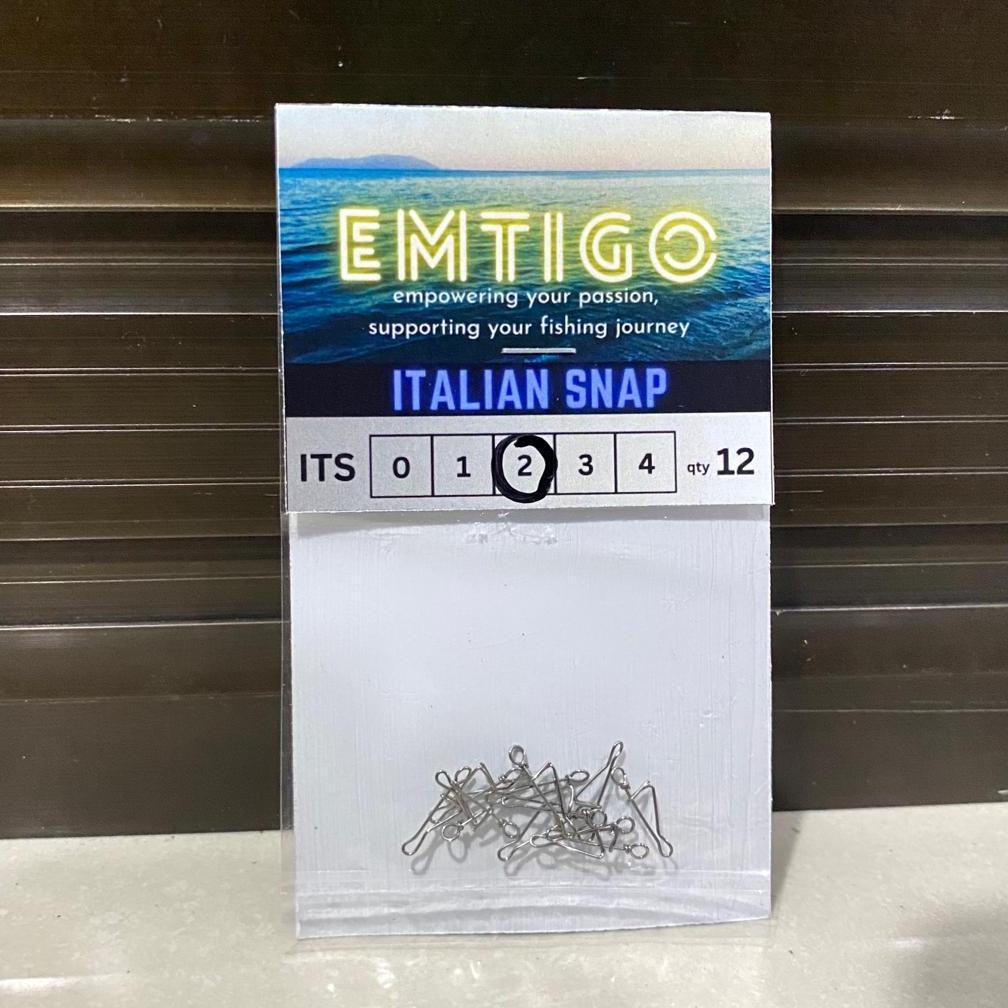 EMTIGO
empowering your passion,
supporting your fishing journey
ITALIAN SNAP
ITS 0 1 2 3 4 qty 12